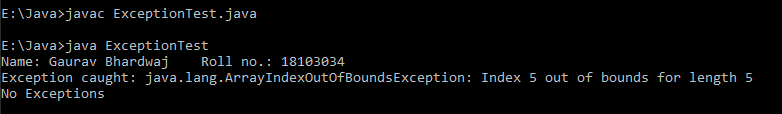 E:\Java>javac ExceptionTest.java
E:\Java>java ExceptionTest
Name: Gaurav Bhardwaj    Roll no.: 18103034
Exception caught: java.lang.ArrayIndexOutOfBoundsException: Index 5 out of bounds for length 5
No Exceptions